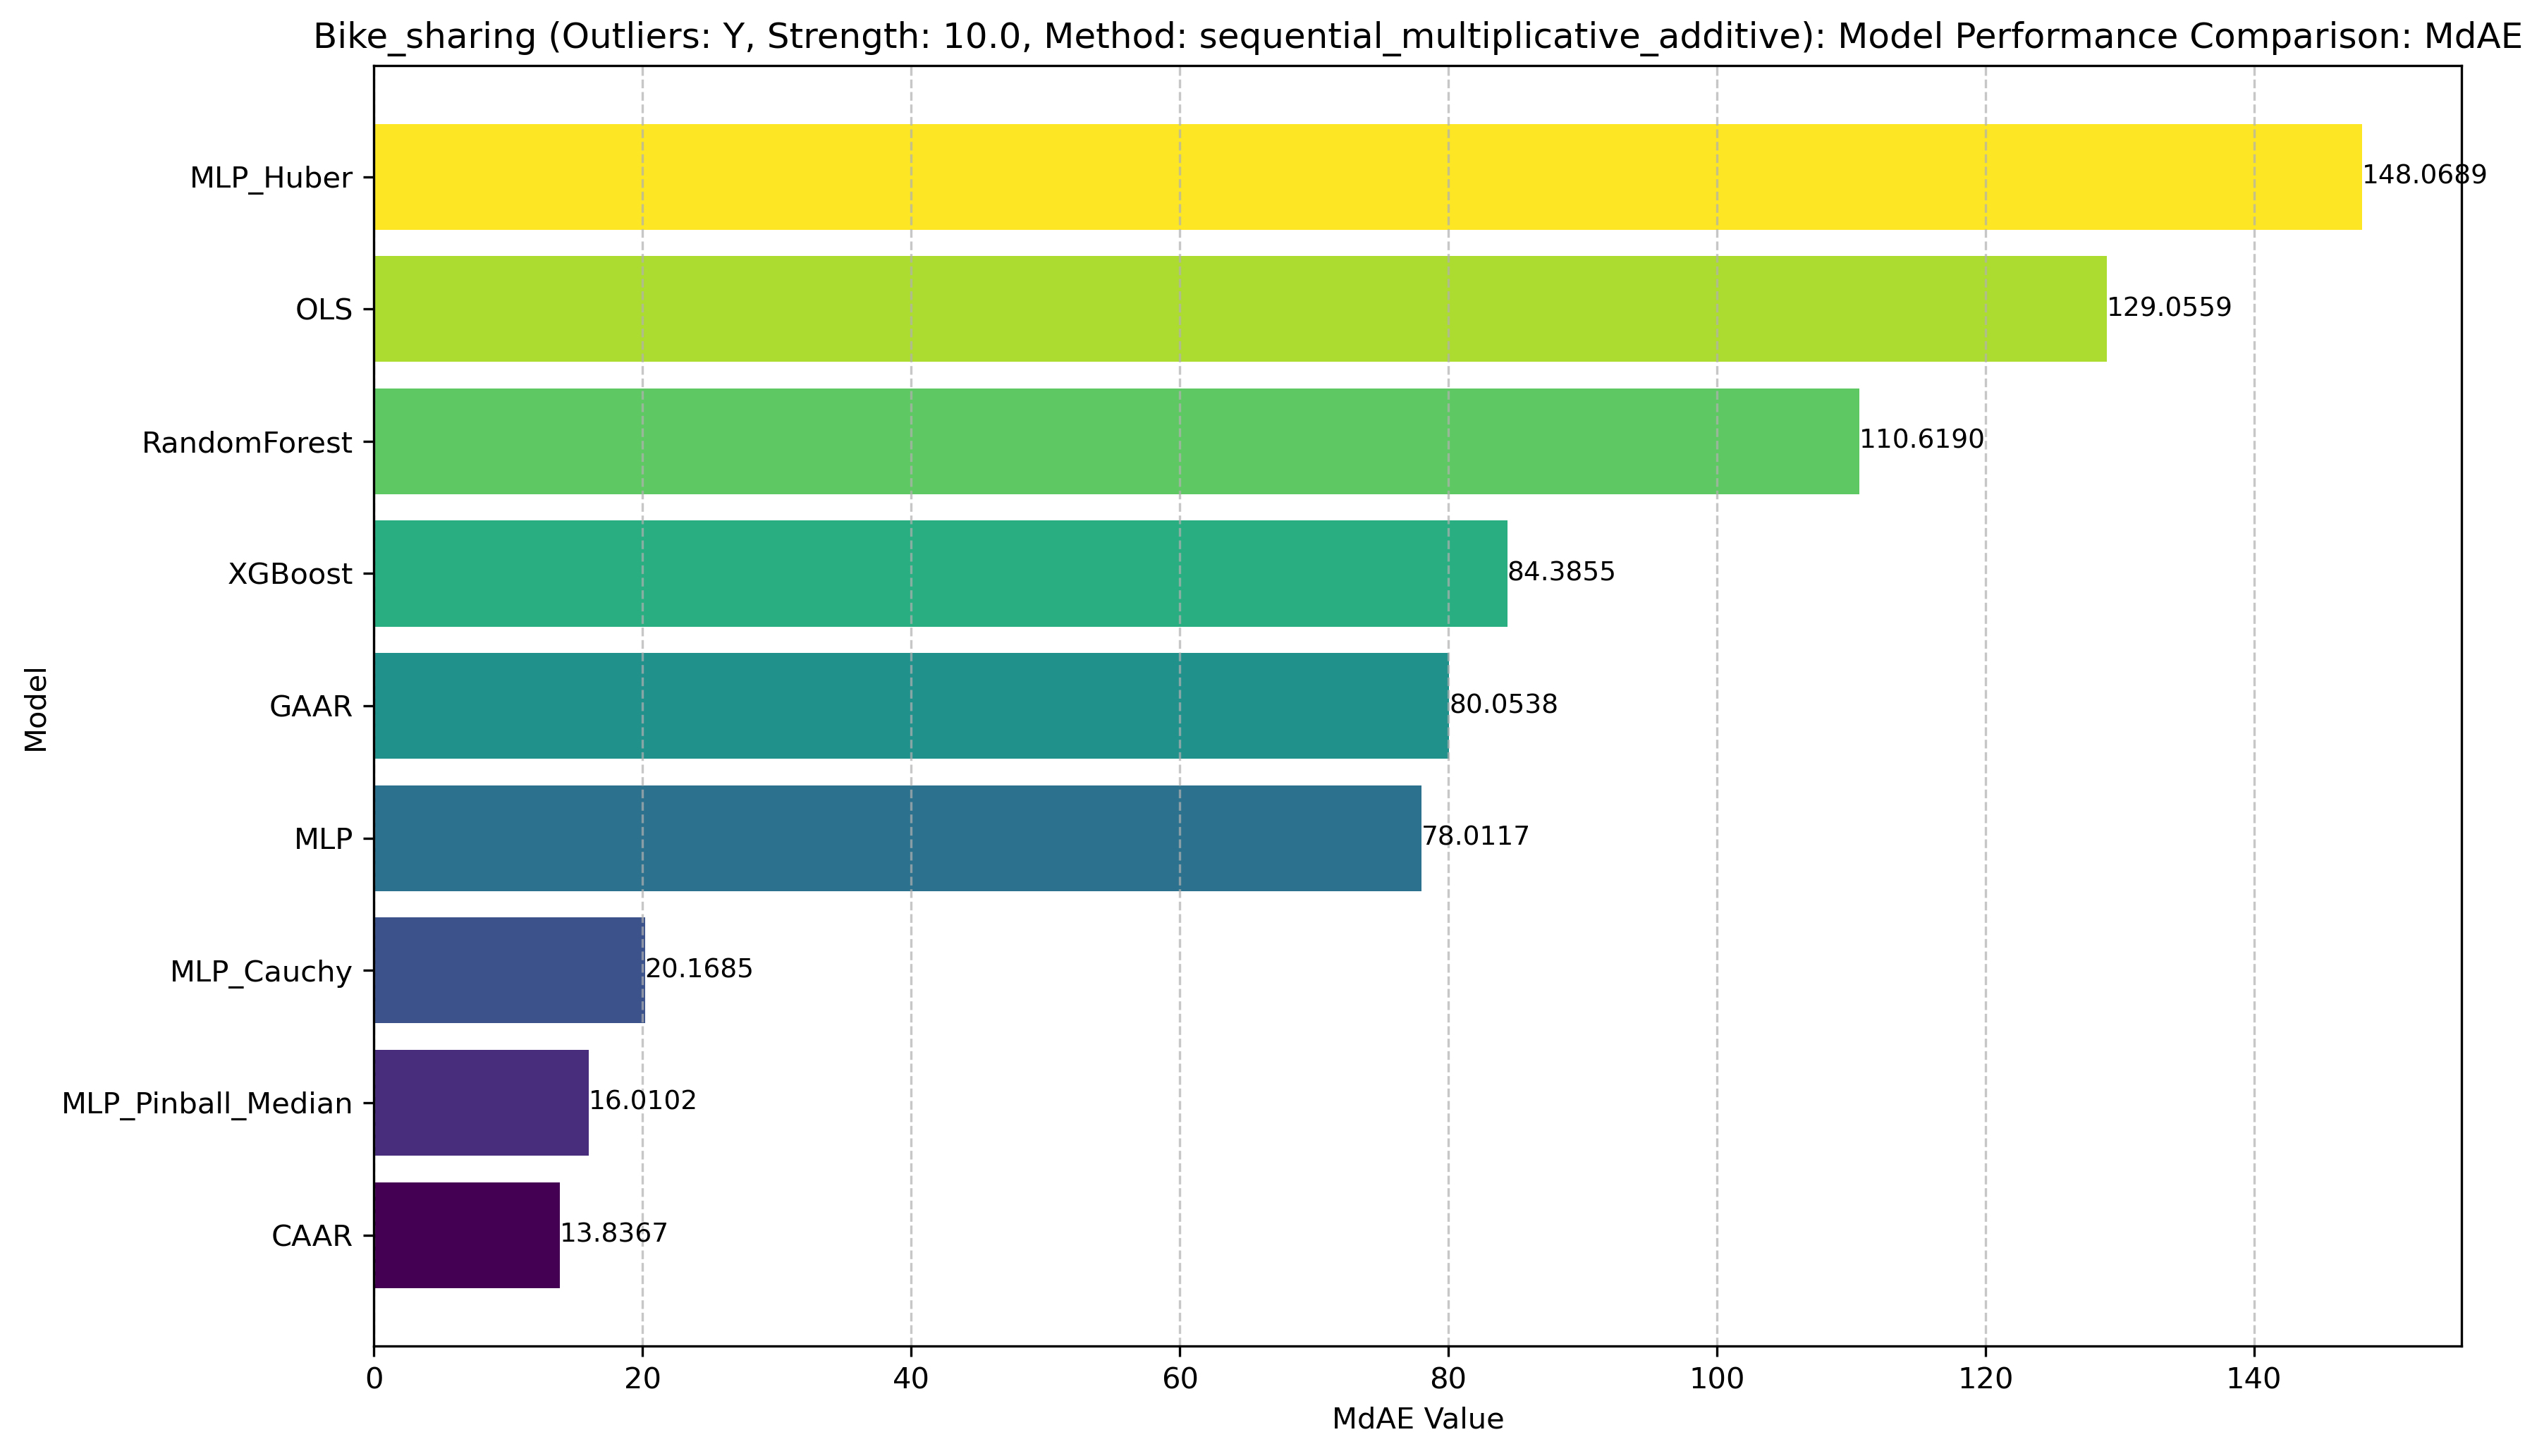 Bike_sharing (Outliers: Y, Strength: 10.0, Method: sequential_multiplicative_additive): Model Performance Comparison: MdAE
MLP_Huber 148.0689
OLS 129.0559
RandomForest 110.6190
XGBoost 84.3855
GAAR 80.0538
MLP 78.0117
MLP_Cauchy 20.1685
MLP_Pinball_Median 16.0102
CAAR 13.8367
Model
0 20 40 60 80 100 120 140
MdAE Value